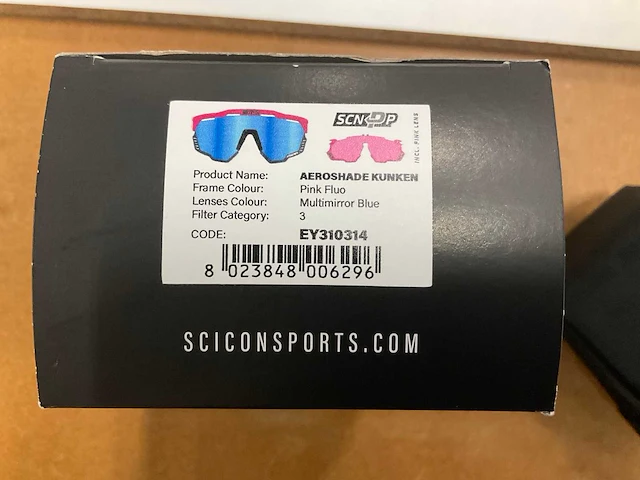 SCNXP
INCL. PINK LENS
Product Name: AEROSHADE KUNKEN
Frame Colour: Pink Fluo
Lenses Colour: Multimirror Blue
Filter Category: 3
CODE: EY310314
8 023848 006296
SCICONSPORTS.COM